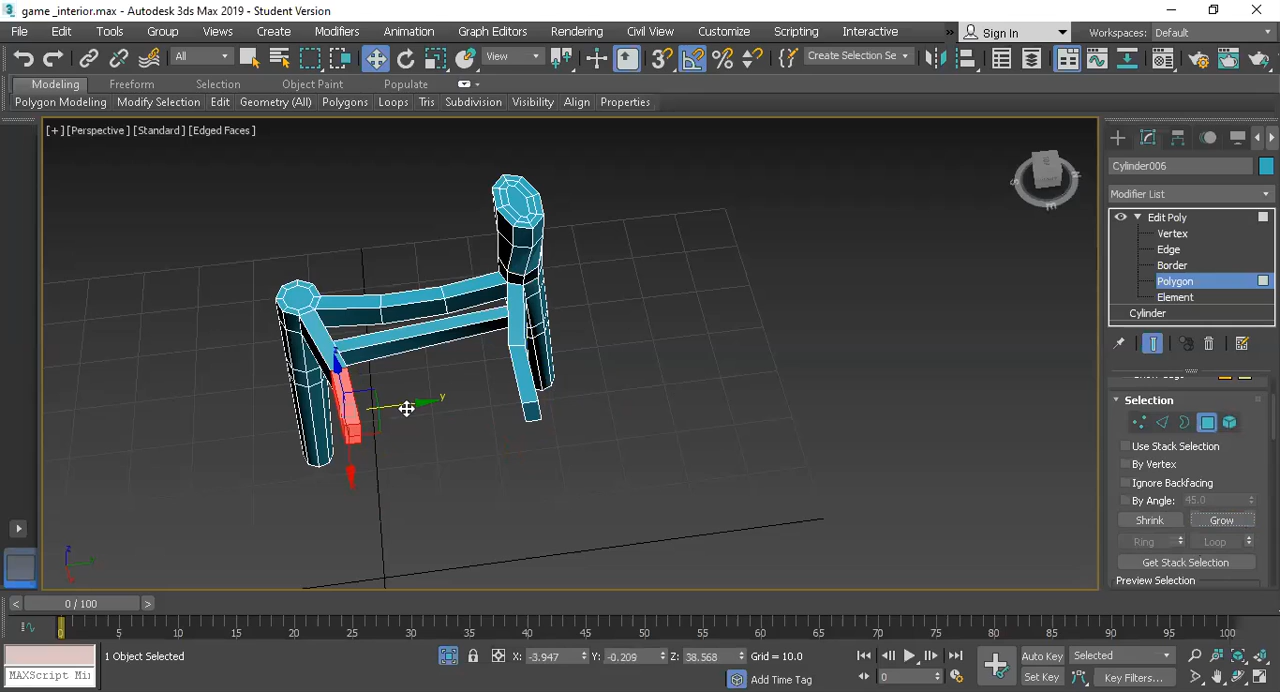 game _interior.max - Autodesk 3ds Max 2019 - Student Version
File Edit Tools Group Views Create Modifiers Animation Graph Editors Rendering Civil View Customize Scripting Interactive » Sign In Workspaces: Default
All View Create Selection Se
Modeling Freeform Selection Object Paint Populate
Polygon Modeling Modify Selection Edit Geometry (All) Polygons Loops Tris Subdivision Visibility Align Properties
[+] [Perspective] [Standard] [Edged Faces]
Cylinder006
Modifier List
Edit Poly
Vertex
Edge
Border
Polygon
Element
Cylinder
Selection
Use Stack Selection
By Vertex
Ignore Backfacing
By Angle: 45.0
Shrink Grow
Ring Loop
Get Stack Selection
Preview Selection
y
z
< 0 / 100 >
0 5 10 15 20 25 30 35 40 45 50 55 60 65 70 75 80 85 90 95 100
1 Object Selected X: -3.947 Y: -0.209 Z: 38.568 Grid = 10.0 Auto Key Selected
MAXScript Mi Add Time Tag 0 Set Key Key Filters...